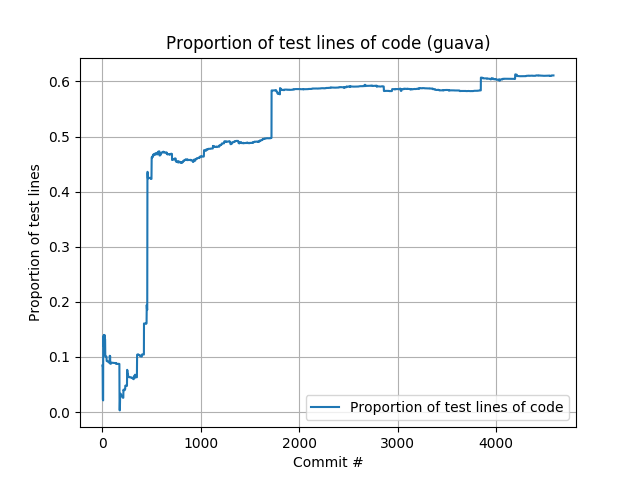 Proportion of test lines of code (guava)
0.6
0.5
0.4
0.3
0.2
0.1
0.0
Proportion of test lines
Proportion of test lines of code
0 1000 2000 3000 4000
Commit #